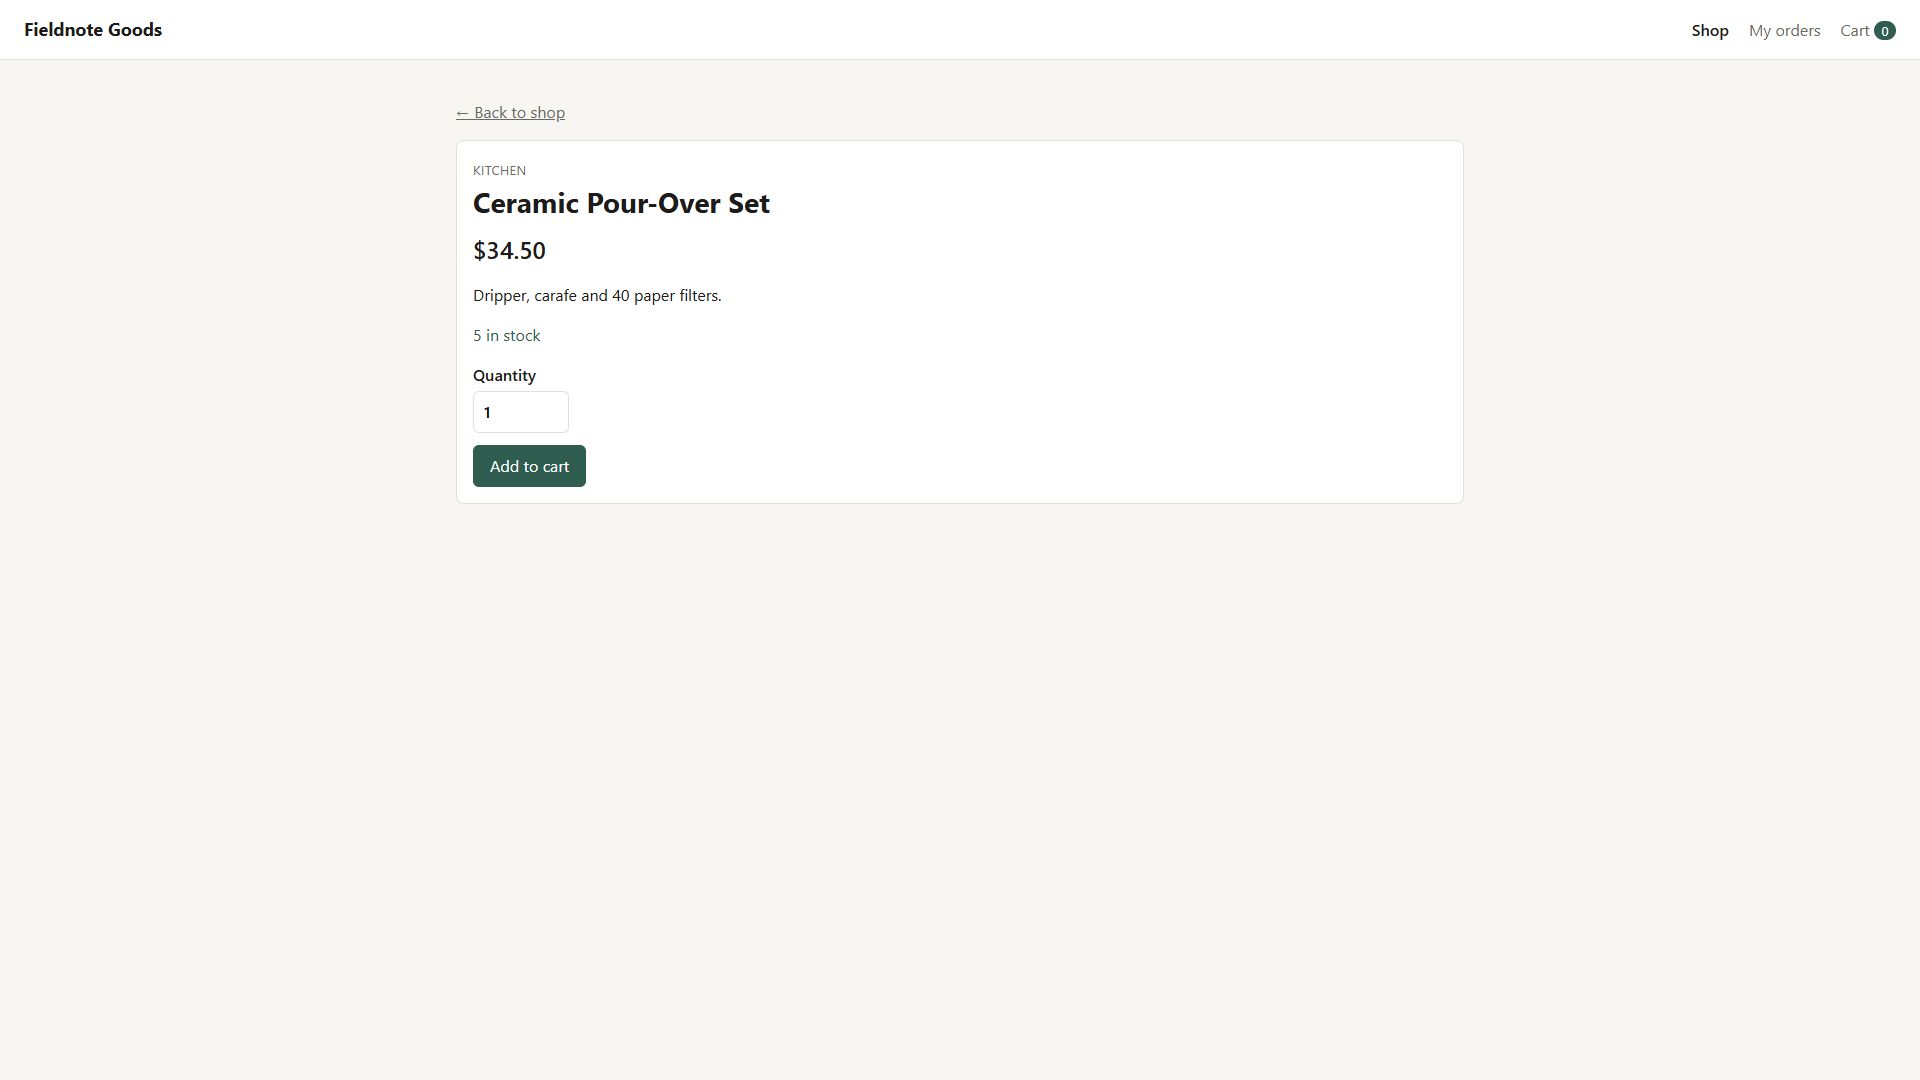 Fieldnote Goods
Shop My orders Cart 0
← Back to shop
KITCHEN
Ceramic Pour-Over Set
$34.50
Dripper, carafe and 40 paper filters.
5 in stock
Quantity
1
Add to cart